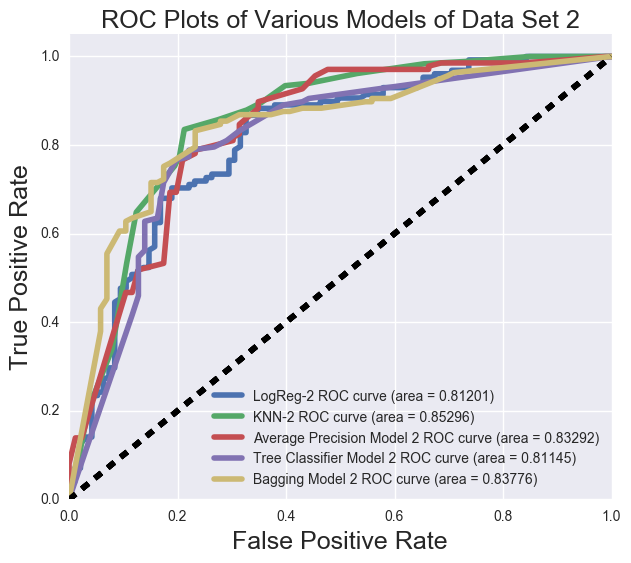 ROC Plots of Various Models of Data Set 2
True Positive Rate
1.0
0.8
0.6
0.4
0.2
0.0
LogReg-2 ROC curve (area = 0.81201)
KNN-2 ROC curve (area = 0.85296)
Average Precision Model 2 ROC curve (area = 0.83292)
Tree Classifier Model 2 ROC curve (area = 0.81145)
Bagging Model 2 ROC curve (area = 0.83776)
0.0 0.2 0.4 0.6 0.8 1.0
False Positive Rate